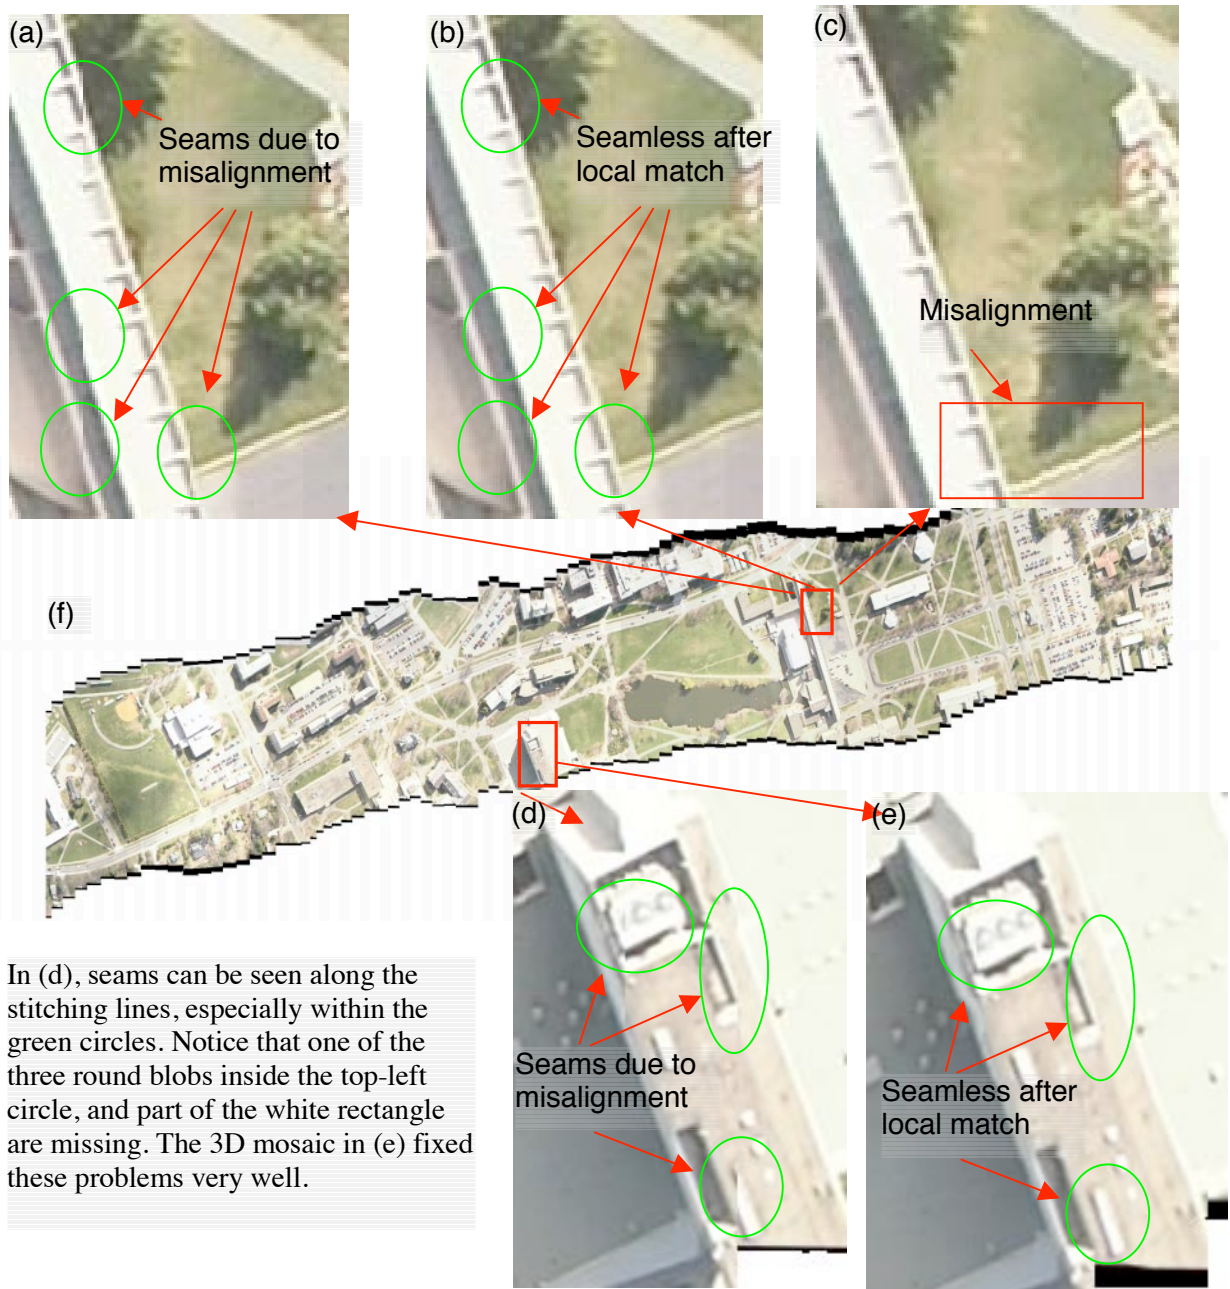 (a)
Seams due to
misalignment
(b)
Seamless after
local match
(c)
Misalignment
(f)
(d)
Seams due to
misalignment
(e)
Seamless after
local match
In (d), seams can be seen along the
stitching lines, especially within the
green circles. Notice that one of the
three round blobs inside the top-left
circle, and part of the white rectangle
are missing. The 3D mosaic in (e) fixed
these problems very well.